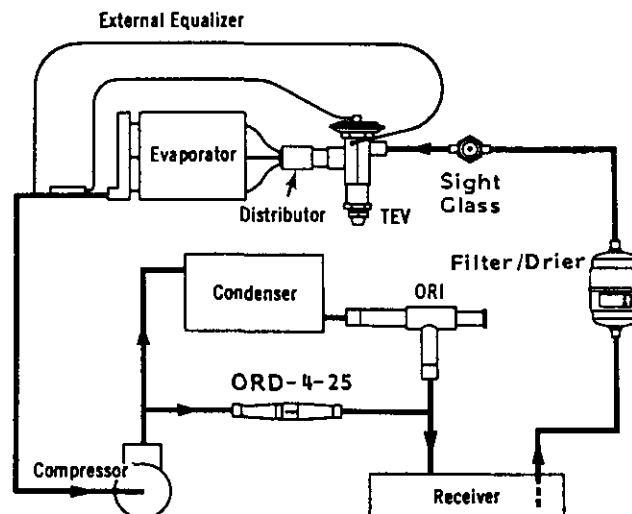 External Equalizer
Evaporator
Distributor
TEV
Sight
Glass
Filter/Drier
Condenser
ORI
ORD-4-25
Compressor
Receiver